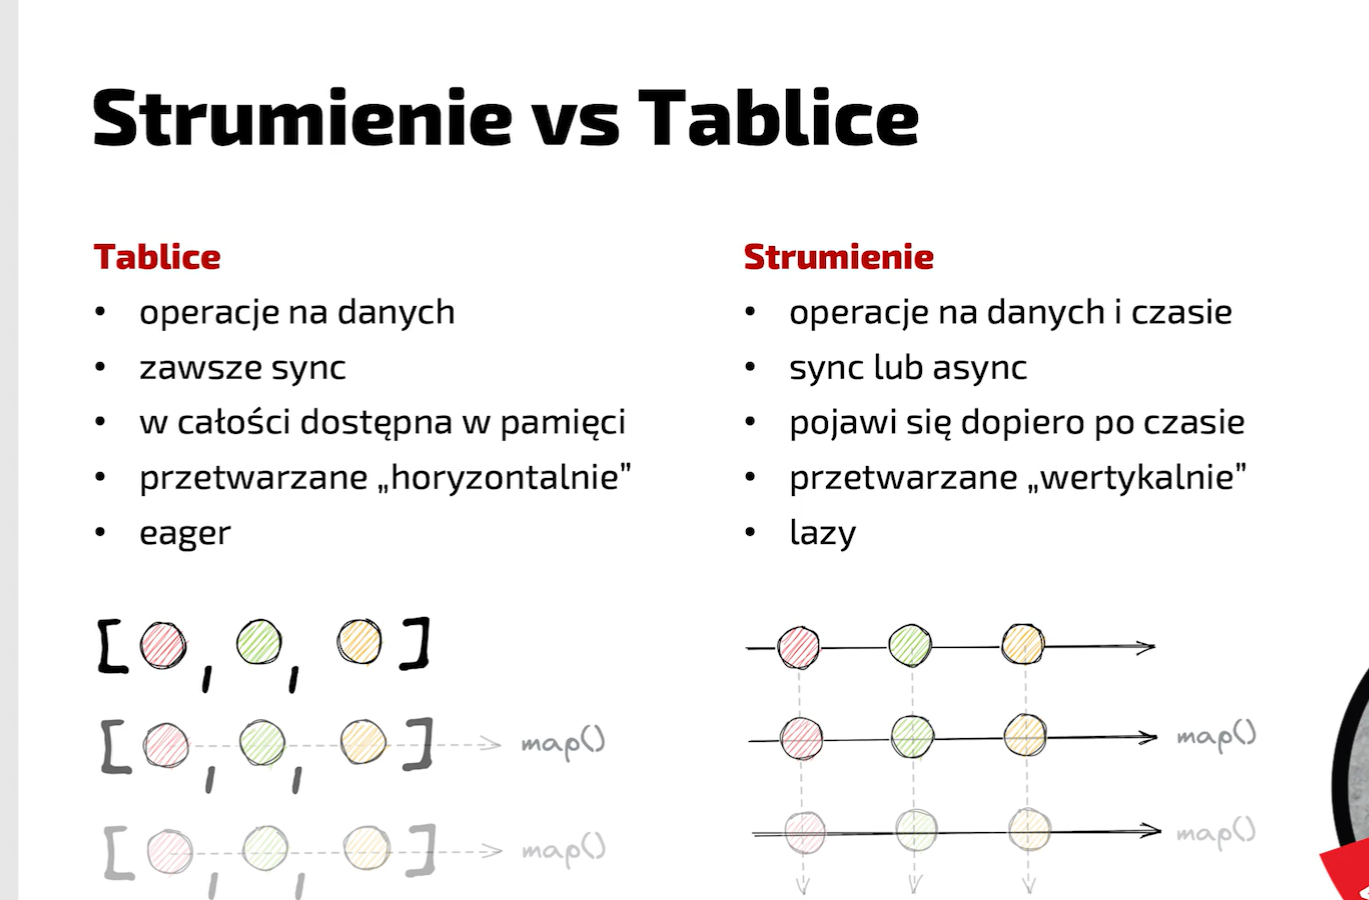 Strumienie vs Tablice
Tablice
• operacje na danych
• zawsze sync
• w całości dostępna w pamięci
• przetwarzane „horyzontalnie”
• eager
Strumienie
• operacje na danych i czasie
• sync lub async
• pojawi się dopiero po czasie
• przetwarzane „wertykalnie”
• lazy
[ , , ]
[ , , ] map()
[ , , ] map()
map()
map()